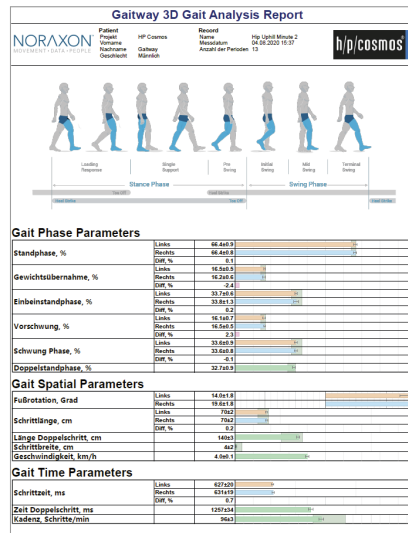 Gaitway 3D Gait Analysis Report
NORAXON
MOVEMENT • DATA • PEOPLE
Patient
Projekt HP Cosmos
Vorname
Nachname Gaitway
Geschlecht Männlich
Record
Name Hip Uphill Minute 2
Messdatum 04.08.2020 15:37
Anzahl der Perioden 13
h/p/cosmos
Loading Response
Single Support
Pre Swing
Initial Swing
Mid Swing
Terminal Swing
Stance Phase
Swing Phase
Toe Off
Heel Strike
Heel Strike
Toe Off
Heel Strike
Gait Phase Parameters
Standphase, % Links 66.4±0.9
Rechts 66.4±0.8
Diff, % 0.1
Gewichtsübernahme, % Links 16.5±0.5
Rechts 16.2±0.6
Diff, % -2.4
Einbeinstandphase, % Links 33.7±0.6
Rechts 33.8±1.3
Diff, % 0.2
Vorschwung, % Links 16.1±0.7
Rechts 16.5±0.5
Diff, % 2.3
Schwung Phase, % Links 33.6±0.9
Rechts 33.6±0.8
Diff, % -0.1
Doppelstandphase, % 32.7±0.9
Gait Spatial Parameters
Fußrotation, Grad Links 14.0±1.8
Rechts 19.6±1.8
Schrittlänge, cm Links 70±2
Rechts 70±2
Diff, % 0.2
Länge Doppelschritt, cm 140±3
Schrittbreite, cm 4±2
Geschwindigkeit, km/h 4.0±0.1
Gait Time Parameters
Schrittzeit, ms Links 627±20
Rechts 631±19
Diff, % 0.7
Zeit Doppelschritt, ms 1257±34
Kadenz, Schritte/min 96±3